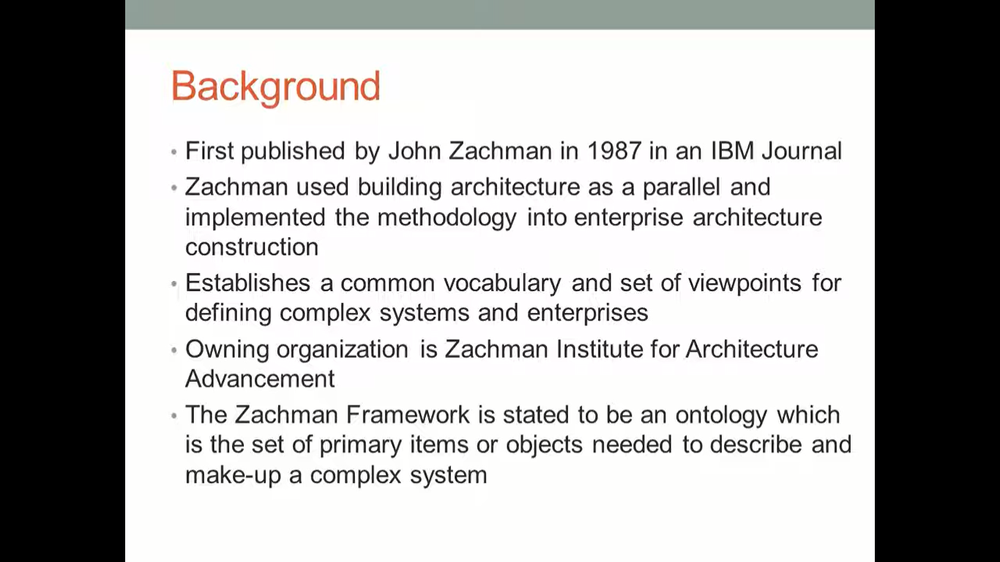 Background
• First published by John Zachman in 1987 in an IBM Journal
• Zachman used building architecture as a parallel and
implemented the methodology into enterprise architecture
construction
• Establishes a common vocabulary and set of viewpoints for
defining complex systems and enterprises
• Owning organization is Zachman Institute for Architecture
Advancement
• The Zachman Framework is stated to be an ontology which
is the set of primary items or objects needed to describe and
make-up a complex system